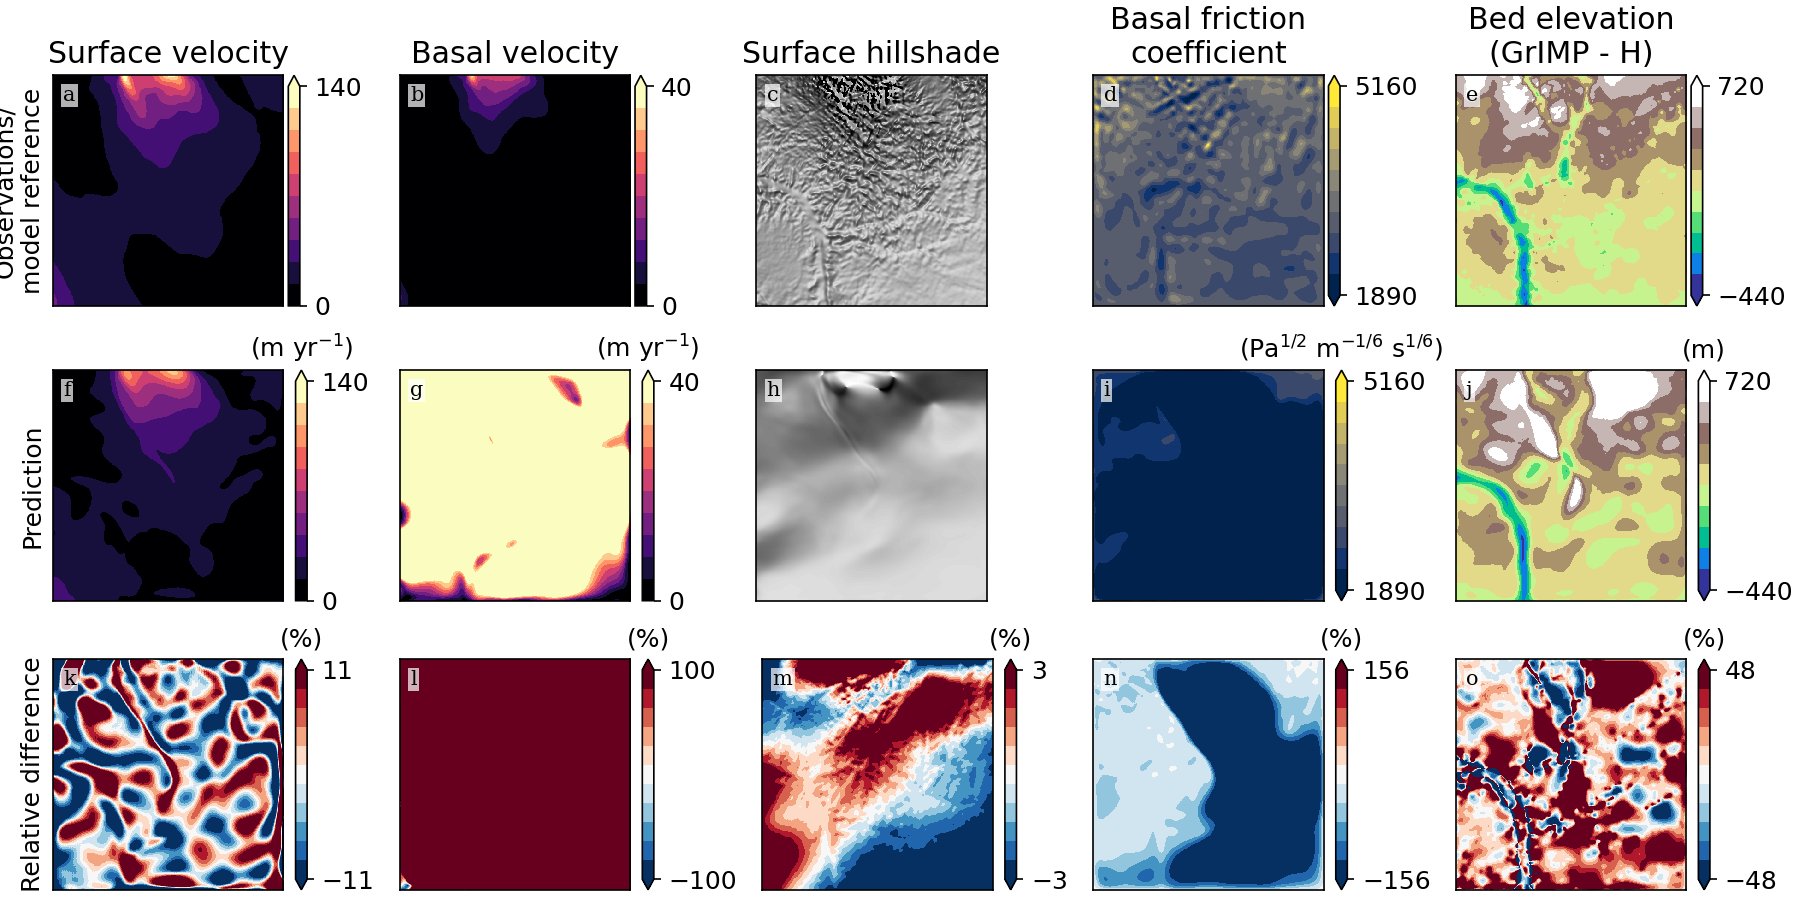 Surface velocity
Basal velocity
Surface hillshade
Basal friction
coefficient
Bed elevation
(GrIMP - H)
Observations/
model reference
a
140
0
b
40
0
c
d
5160
1890
e
720
−440
(m yr⁻¹)
(m yr⁻¹)
(Pa¹/² m⁻¹/⁶ s¹/⁶)
(m)
Prediction
f
140
0
g
40
0
h
i
5160
1890
j
720
−440
(%)
(%)
(%)
(%)
(%)
Relative difference
k
11
−11
l
100
−100
m
3
−3
n
156
−156
o
48
−48